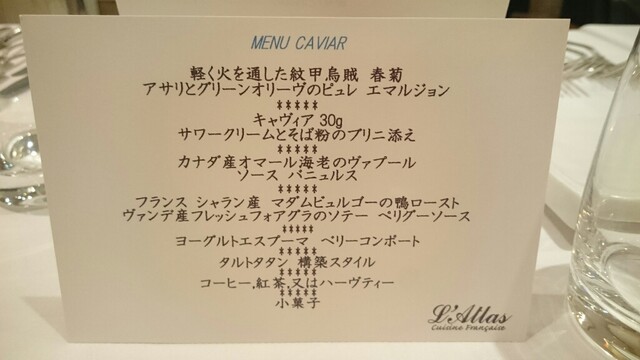 MENU CAVIAR
軽く火を通した紋甲烏賊 春菊
アサリとグリーンオリーヴのピュレ エマルジョン
*****
キャヴィア 30g
サワークリームとそば粉のブリニ添え
*****
カナダ産オマール海老のヴァプール
ソース バニュルス
*****
フランス シャラン産 マダムビュルゴーの鴨ロースト
ヴァンデ産フレッシュフォアグラのソテー ペリグーソース
*****
ヨーグルトエスプーマ ベリーコンポート
*****
タルトタタン 構築スタイル
*****
コーヒー,紅茶,又はハーヴティー
*****
小菓子
L'Atlas
Cuisine Française